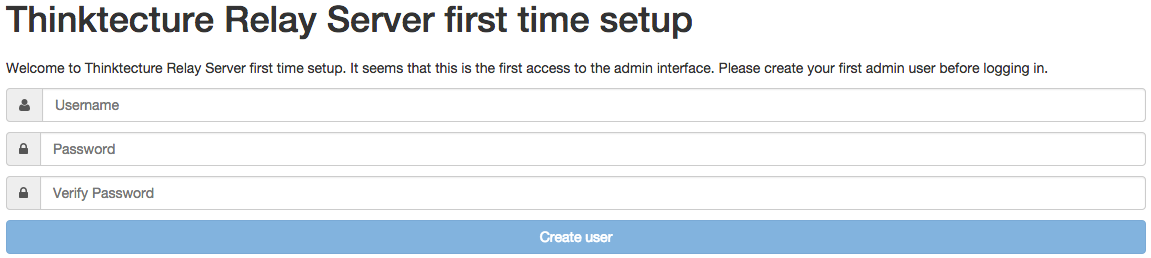 Thinktecture Relay Server first time setup
Welcome to Thinktecture Relay Server first time setup. It seems that this is the first access to the admin interface. Please create your first admin user before logging in.
Username
Password
Verify Password
Create user